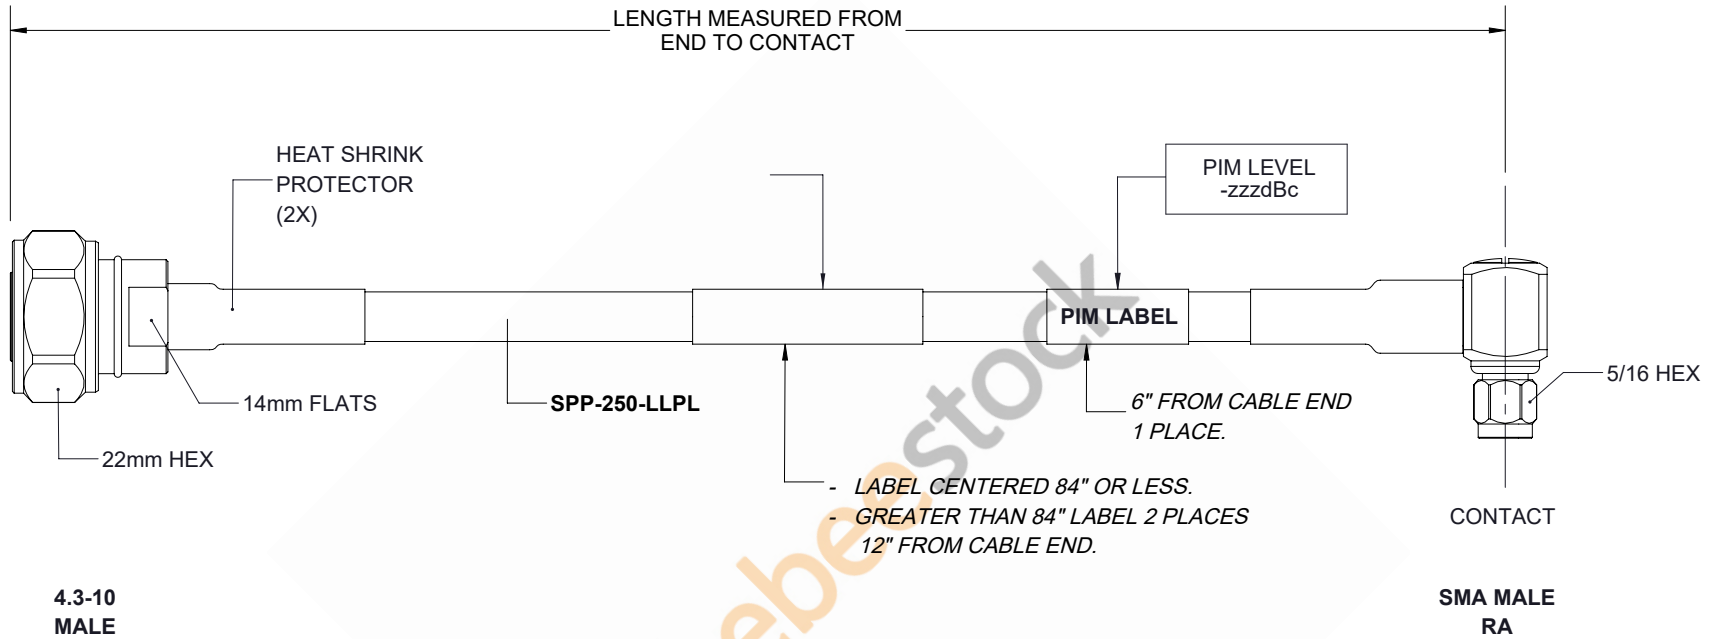 LENGTH MEASURED FROM
END TO CONTACT
HEAT SHRINK
PROTECTOR
(2X)
PIM LEVEL
-zzzdBc
PIM LABEL
5/16 HEX
14mm FLATS
SPP-250-LLPL
6" FROM CABLE END
1 PLACE.
22mm HEX
- LABEL CENTERED 84" OR LESS.
- GREATER THAN 84" LABEL 2 PLACES
12" FROM CABLE END.
CONTACT
4.3-10
MALE
SMA MALE
RA
ebeestock